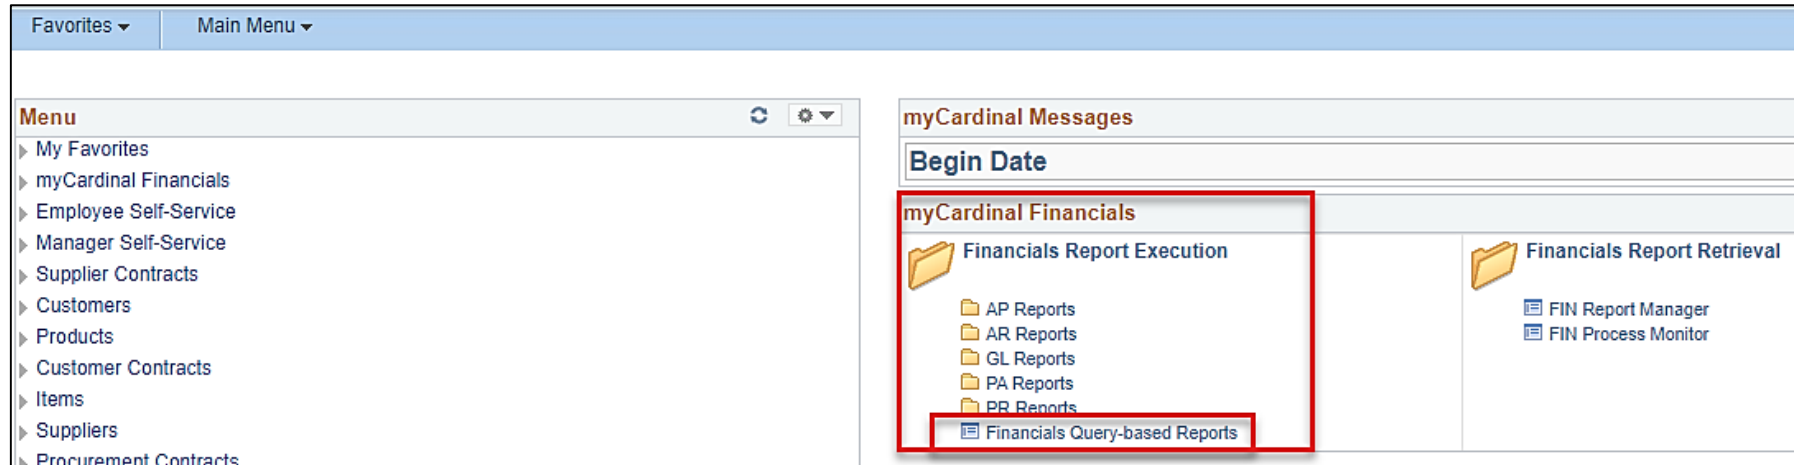 Favorites
Main Menu
Menu
My Favorites
myCardinal Financials
Employee Self-Service
Manager Self-Service
Supplier Contracts
Customers
Products
Customer Contracts
Items
Suppliers
Procurement Contracts
myCardinal Messages
Begin Date
myCardinal Financials
Financials Report Execution
AP Reports
AR Reports
GL Reports
PA Reports
PR Reports
Financials Query-based Reports
Financials Report Retrieval
FIN Report Manager
FIN Process Monitor